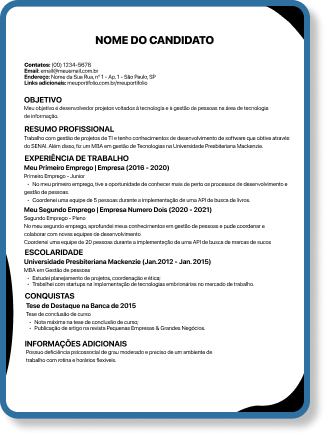 NOME DO CANDIDATO
Contatos: (00) 1234-5678
Email: email@meuemail.com.br
Endereço: Nome da Sua Rua, nº 1 - Ap. 1 - São Paulo, SP
Links adicionais: meuportfolio.com.br/meuportfolio
OBJETIVO
Meu objetivo é desenvolver projetos voltados à tecnologia e à gestão de pessoas na área de tecnologia
de informação.
RESUMO PROFISSIONAL
Trabalho com gestão de projetos de TI e tenho conhecimentos de desenvolvimento de software que obtive através
do SENAI. Além disso, fiz um MBA em gestão de Tecnologias na Universidade Presbiteriana Mackenzie.
EXPERIÊNCIA DE TRABALHO
Meu Primeiro Emprego | Empresa (2016 - 2020)
Primeiro Emprego - Junior
• No meu primeiro emprego, tive a oportunidade de conhecer mais de perto os processos de desenvolvimento e
gestão de pessoas.
• Coordenei uma equipe de 5 pessoas durante a implementação de uma API de busca de livros.
Meu Segundo Emprego | Empresa Numero Dois (2020 - 2021)
Segundo Emprego - Pleno
No meu segundo emprego, aprofundei meus conhecimentos em gestão de pessoas e pude coordenar e
colaborar com novas equipes de desenvolvimento
Coordenei uma equipe de 20 pessoas durante a implementação de uma API de busca de marcas de sucos
ESCOLARIDADE
Universidade Presbiteriana Mackenzie (Jan.2012 - Jan. 2015)
MBA em Gestão de pessoas
• Estudei planejamento de projetos, coordenação e ética;
• Trabalhei com startups na implementação de tecnologias embrionárias no mercado de trabalho.
CONQUISTAS
Tese de Destaque na Banca de 2015
Tese de conclusão de curso
• Nota máxima na tese de conclusão de curso;
• Publicação de artigo na revista Pequenas Empresas & Grandes Negócios.
INFORMAÇÕES ADICIONAIS
Possuo deficiência psicossocial de grau moderado e preciso de um ambiente de
trabalho com rotina e horários flexíveis.